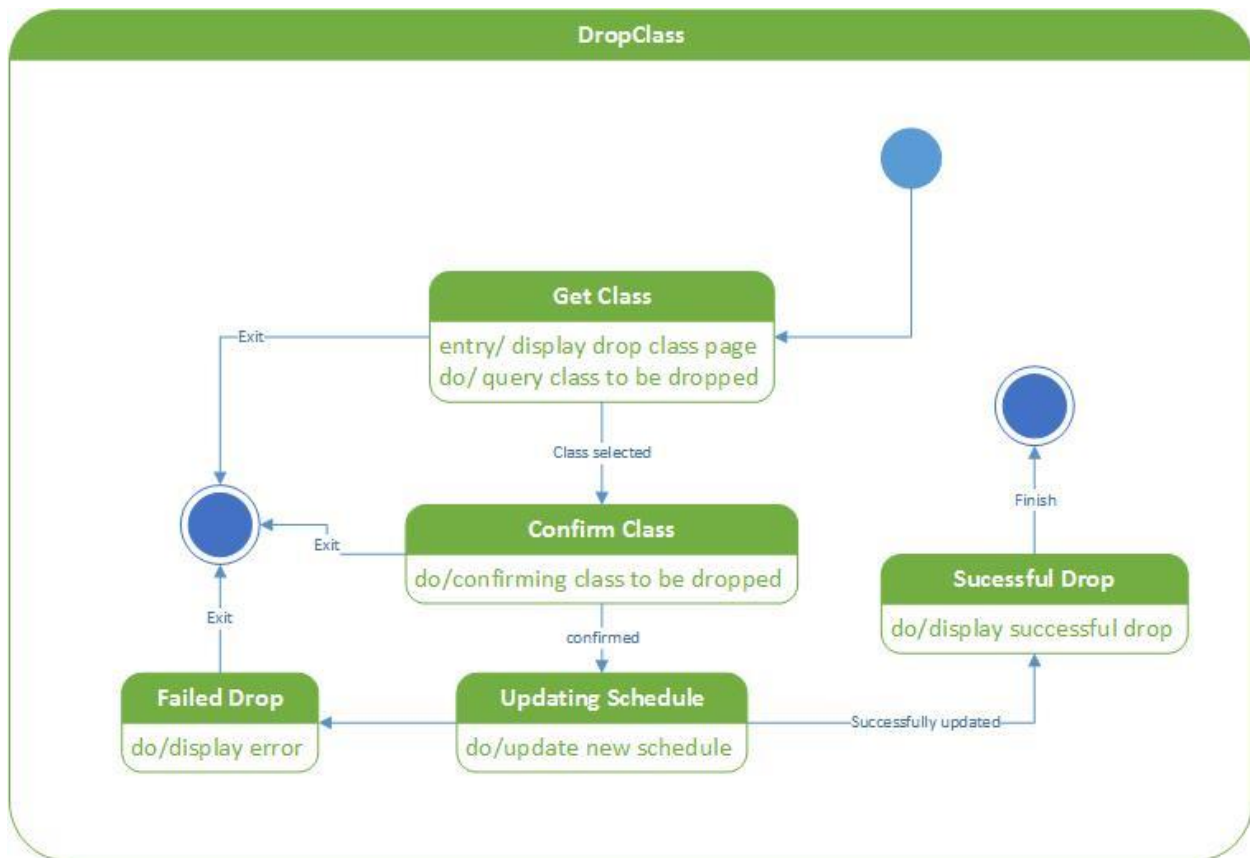 DropClass
Get Class
entry/ display drop class page
do/ query class to be dropped
Exit
Class selected
Confirm Class
do/confirming class to be dropped
Exit
Finish
Sucessful Drop
do/display successful drop
Exit
confirmed
Failed Drop
do/display error
Updating Schedule
do/update new schedule
Successfully updated